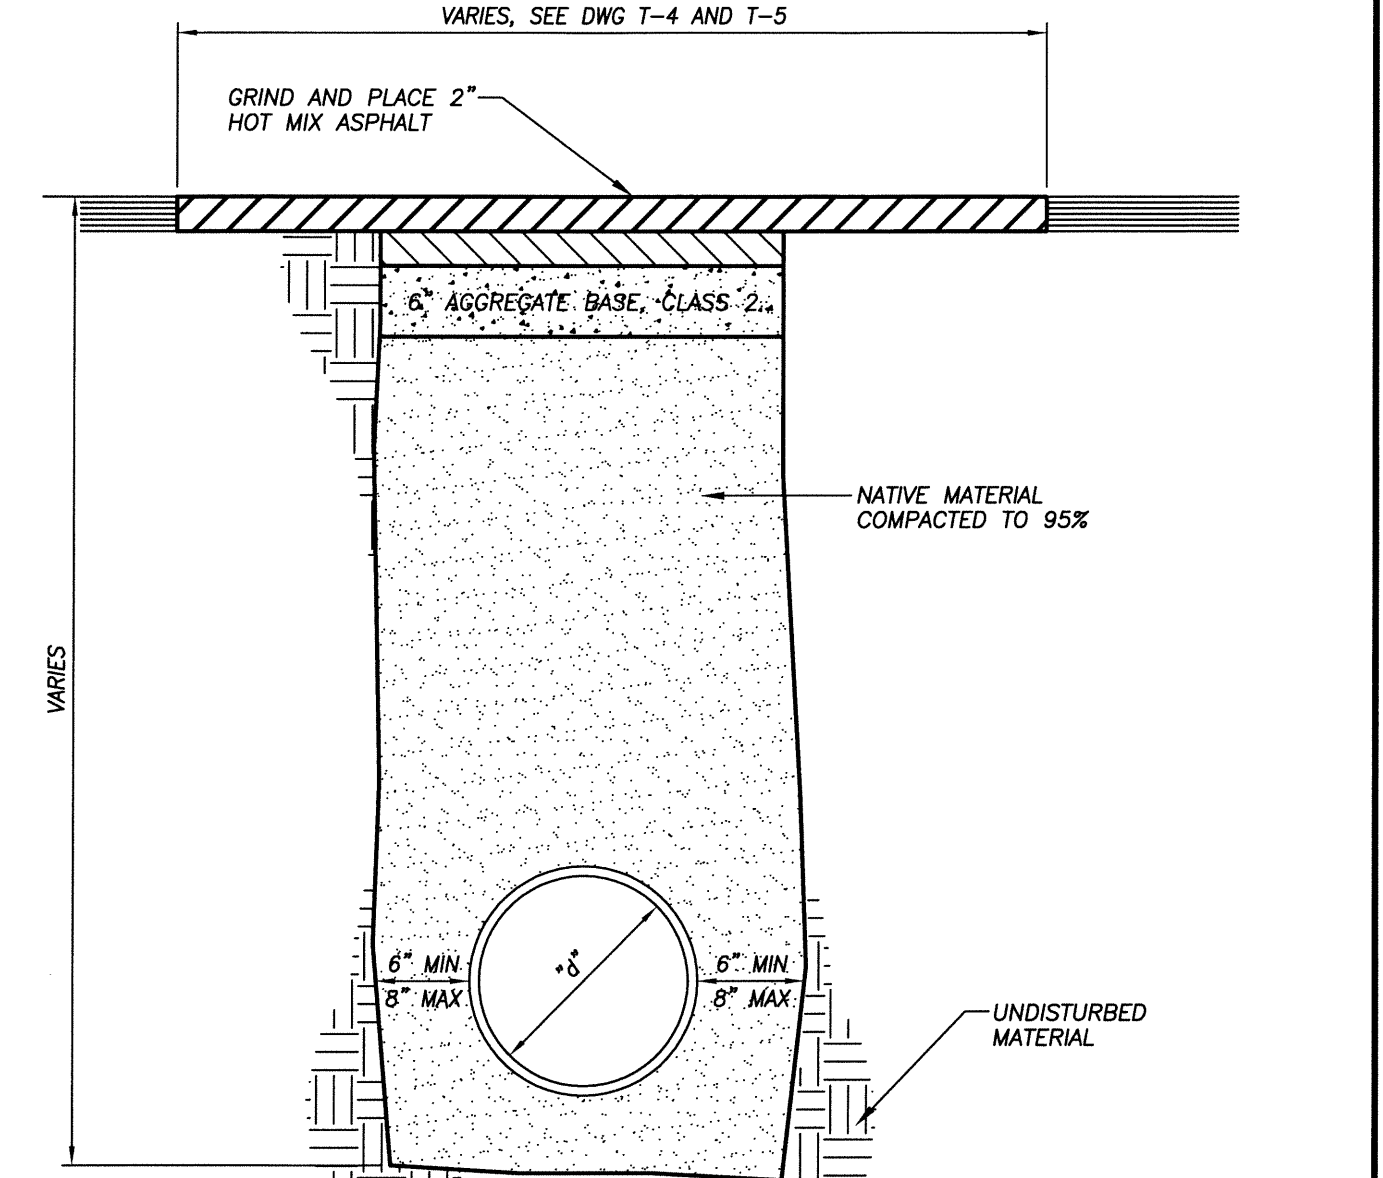 VARIES, SEE DWG T-4 AND T-5
GRIND AND PLACE 2"
HOT MIX ASPHALT
6" AGGREGATE BASE, CLASS 2
NATIVE MATERIAL
COMPACTED TO 95%
VARIES
6" MIN
8" MAX
"d"
6" MIN
8" MAX
UNDISTURBED
MATERIAL